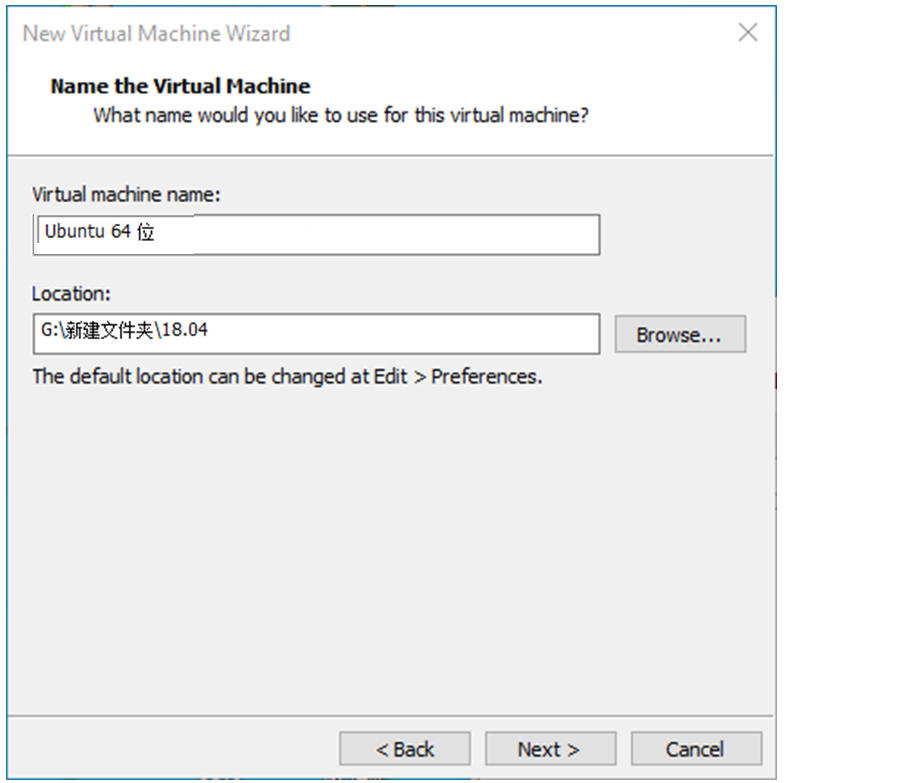 New Virtual Machine Wizard
Name the Virtual Machine
What name would you like to use for this virtual machine?
Virtual machine name:
Ubuntu 64 位
Location:
G:\新建文件夹\18.04
Browse...
The default location can be changed at Edit > Preferences.
< Back
Next >
Cancel